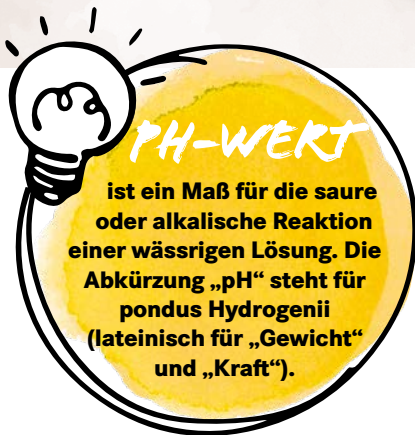 PH-WERT
ist ein Maß für die saure
oder alkalische Reaktion
einer wässrigen Lösung. Die
Abkürzung „pH“ steht für
pondus Hydrogenii
(lateinisch für „Gewicht“
und „Kraft“).